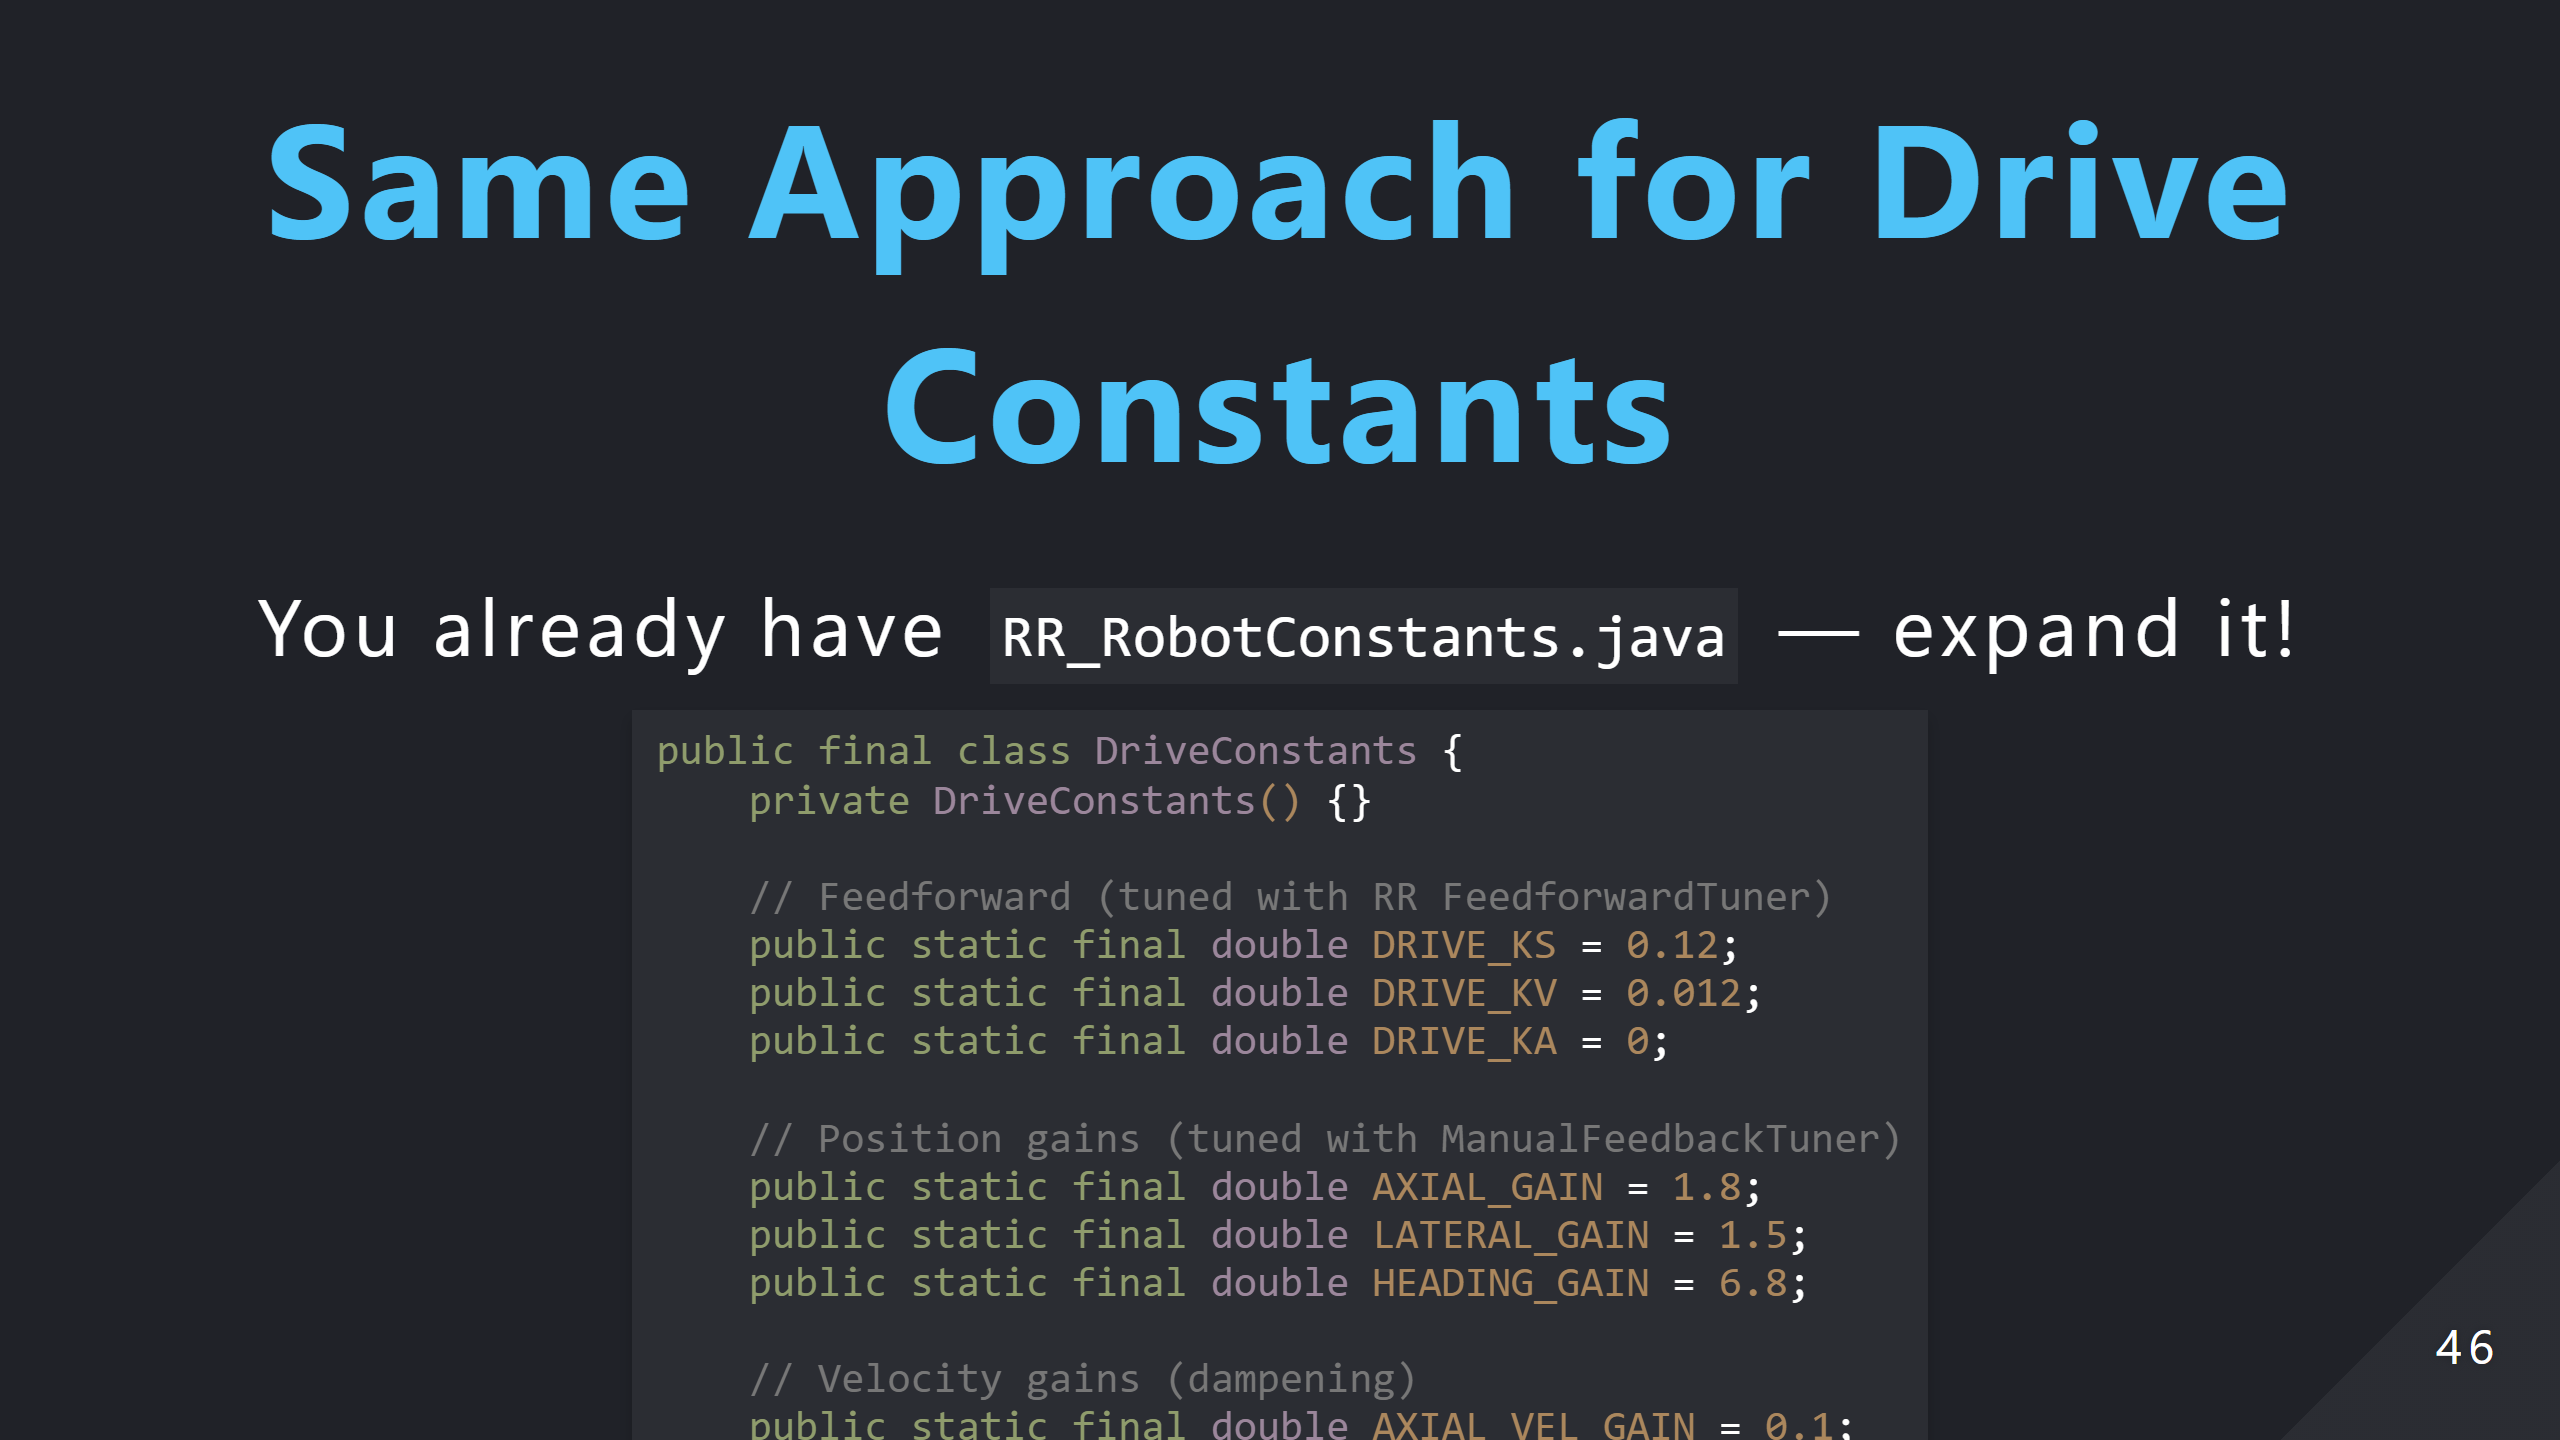 Same Approach for Drive
Constants
You already have RR_RobotConstants.java — expand it!
public final class DriveConstants {
    private DriveConstants() {}
    // Feedforward (tuned with RR FeedforwardTuner)
    public static final double DRIVE_KS = 0.12;
    public static final double DRIVE_KV = 0.012;
    public static final double DRIVE_KA = 0;
    // Position gains (tuned with ManualFeedbackTuner)
    public static final double AXIAL_GAIN = 1.8;
    public static final double LATERAL_GAIN = 1.5;
    public static final double HEADING_GAIN = 6.8;
    // Velocity gains (dampening)
    public static final double AXIAL_VEL_GAIN = 0.1;
46